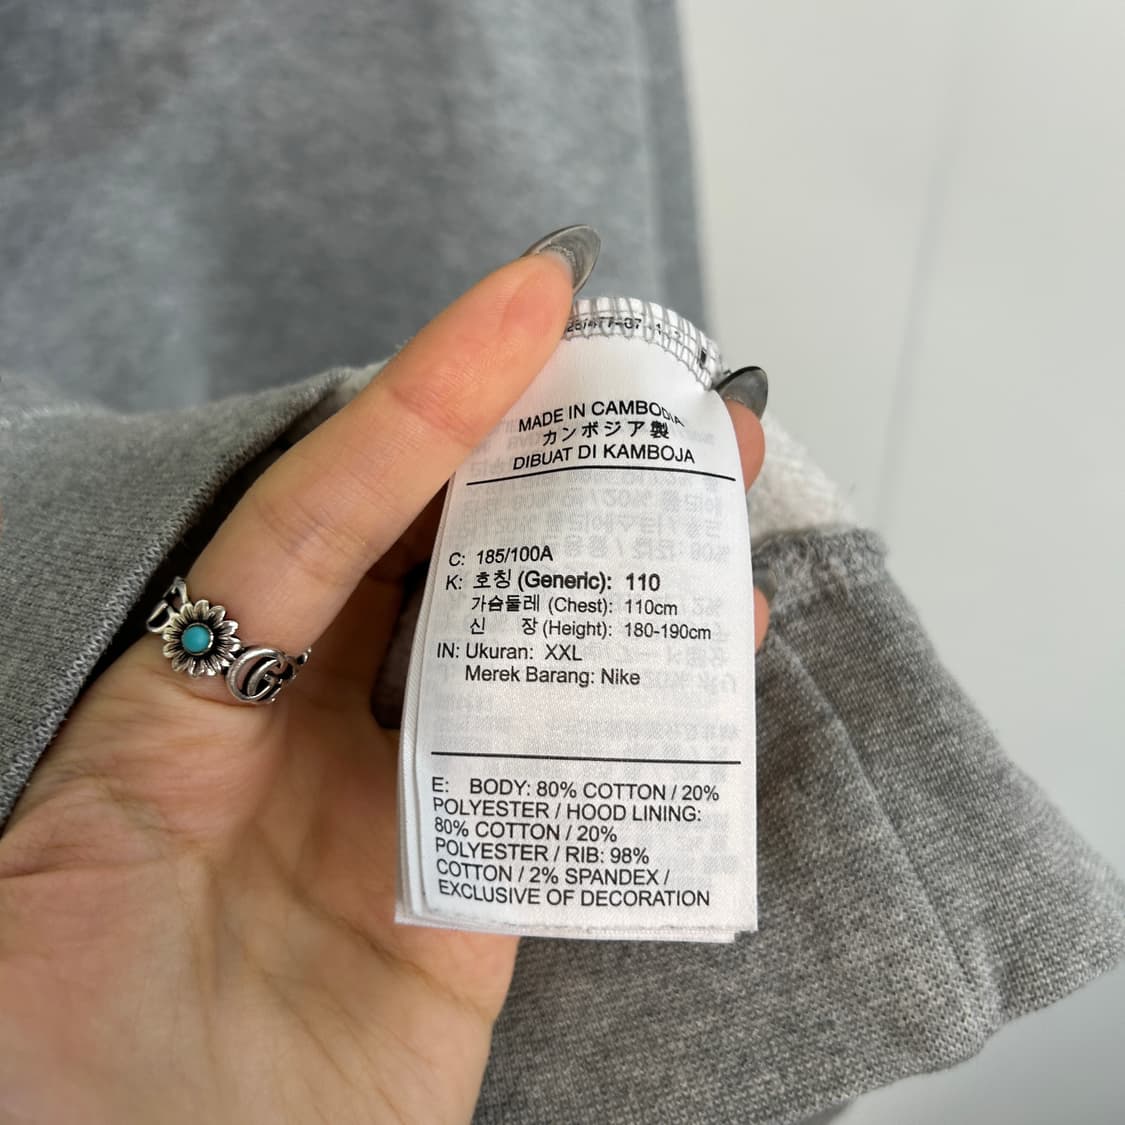 MADE IN CAMBODIA
カンボジア製
DIBUAT DI KAMBOJA
C: 185/100A
K: 호칭 (Generic): 110
가슴둘레 (Chest): 110cm
신 장 (Height): 180-190cm
IN: Ukuran: XXL
Merek Barang: Nike
E: BODY: 80% COTTON / 20%
POLYESTER / HOOD LINING:
80% COTTON / 20%
POLYESTER / RIB: 98%
COTTON / 2% SPANDEX /
EXCLUSIVE OF DECORATION